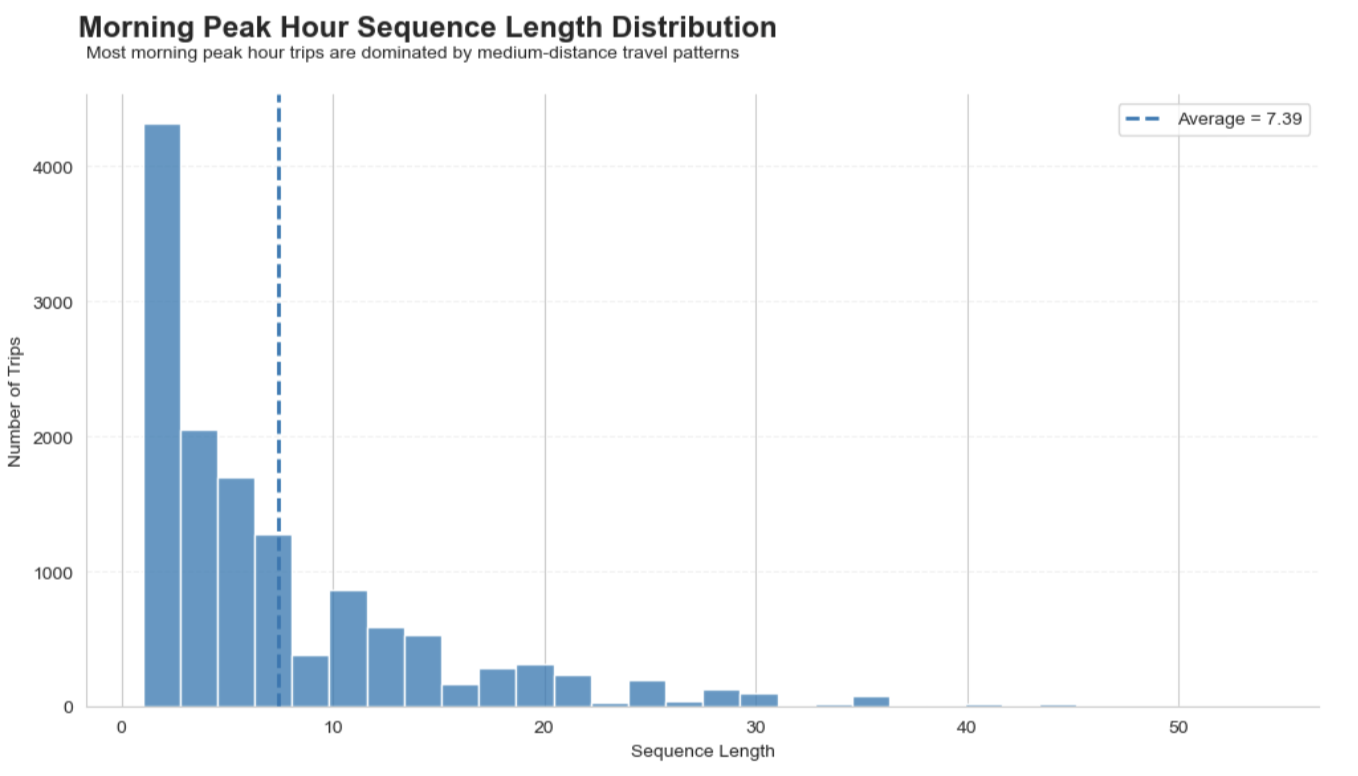 Morning Peak Hour Sequence Length Distribution
Most morning peak hour trips are dominated by medium-distance travel patterns
Average = 7.39
Number of Trips
4000
3000
2000
1000
0
0 10 20 30 40 50
Sequence Length